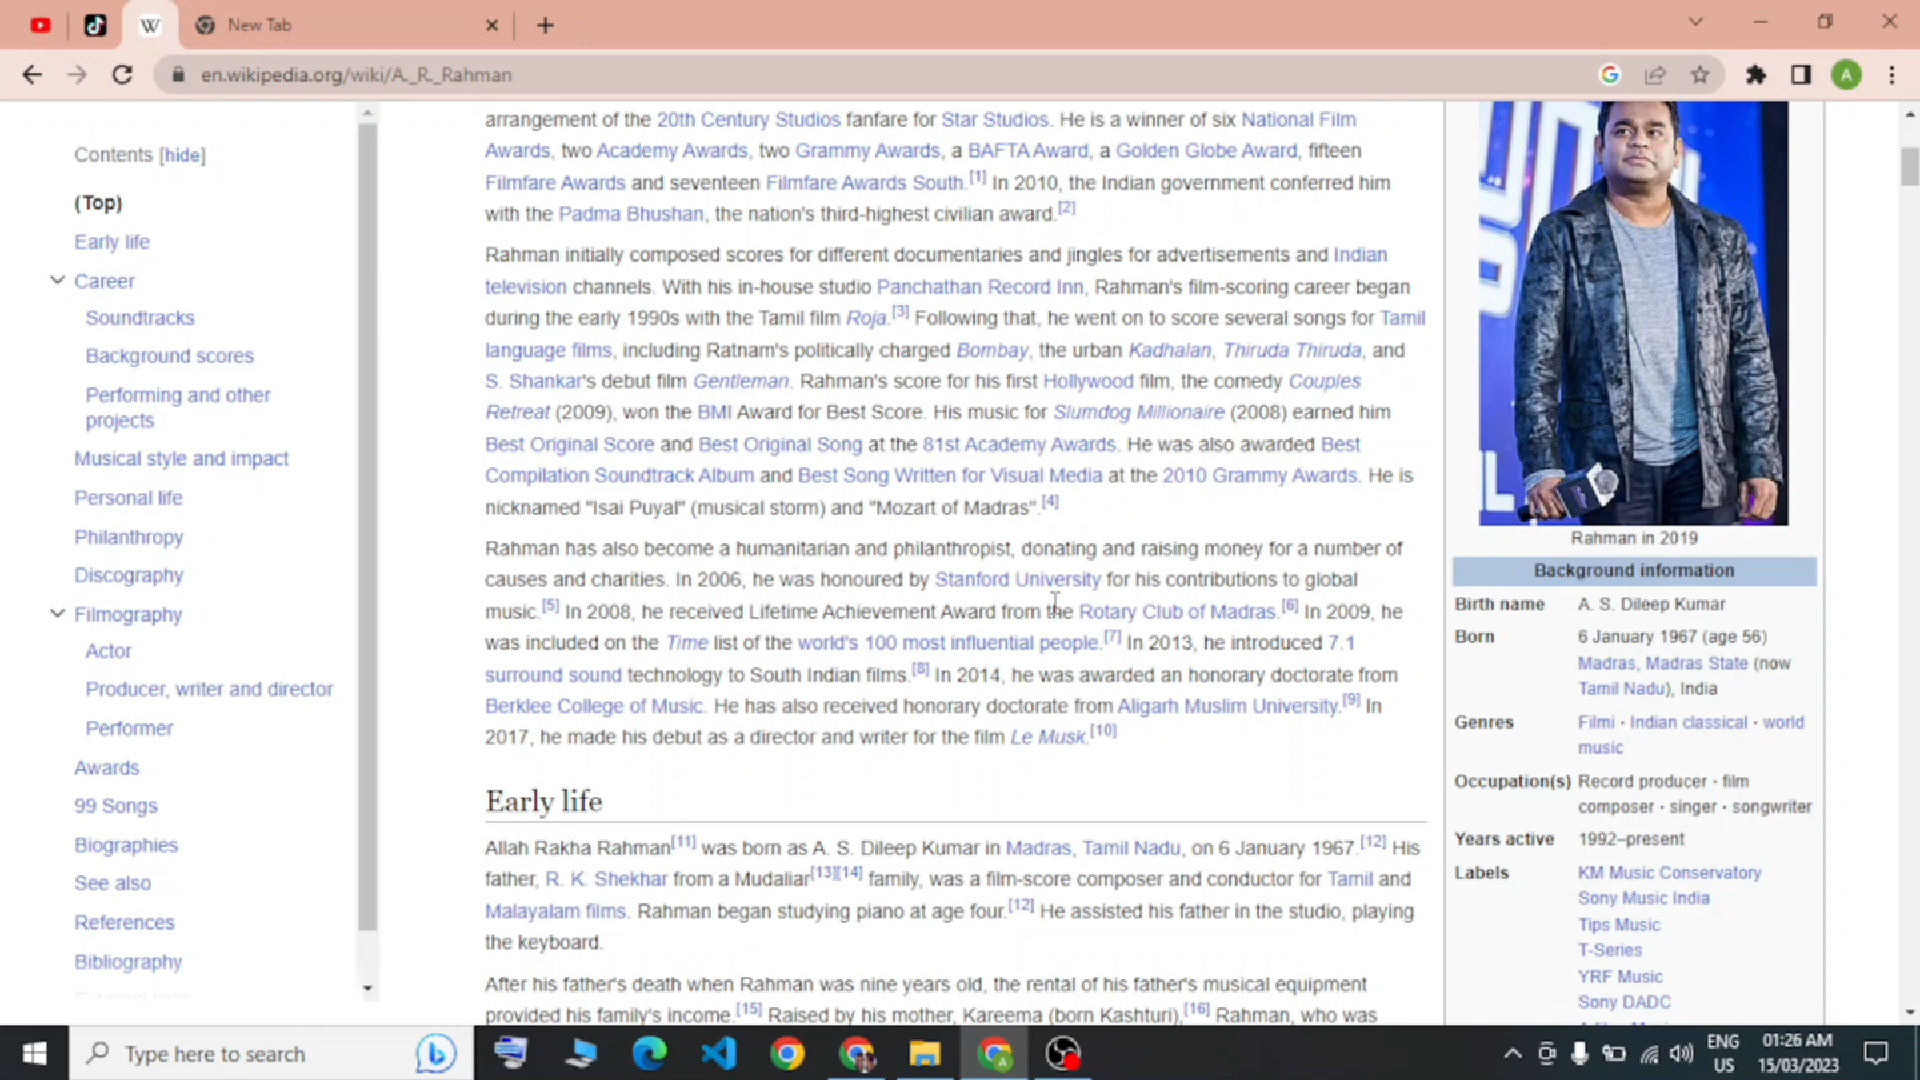 New Tab
en.wikipedia.org/wiki/A._R._Rahman
A
Contents [hide]
(Top)
Early life
Career
Soundtracks
Background scores
Performing and other
projects
Musical style and impact
Personal life
Philanthropy
Discography
Filmography
Actor
Producer, writer and director
Performer
Awards
99 Songs
Biographies
See also
References
Bibliography
arrangement of the 20th Century Studios fanfare for Star Studios. He is a winner of six National Film
Awards, two Academy Awards, two Grammy Awards, a BAFTA Award, a Golden Globe Award, fifteen
Filmfare Awards and seventeen Filmfare Awards South.[1] In 2010, the Indian government conferred him
with the Padma Bhushan, the nation's third-highest civilian award.[2]
Rahman initially composed scores for different documentaries and jingles for advertisements and Indian
television channels. With his in-house studio Panchathan Record Inn, Rahman's film-scoring career began
during the early 1990s with the Tamil film Roja.[3] Following that, he went on to score several songs for Tamil
language films, including Ratnam's politically charged Bombay, the urban Kadhalan, Thiruda Thiruda, and
S. Shankar's debut film Gentleman. Rahman's score for his first Hollywood film, the comedy Couples
Retreat (2009), won the BMI Award for Best Score. His music for Slumdog Millionaire (2008) earned him
Best Original Score and Best Original Song at the 81st Academy Awards. He was also awarded Best
Compilation Soundtrack Album and Best Song Written for Visual Media at the 2010 Grammy Awards. He is
nicknamed "Isai Puyal" (musical storm) and "Mozart of Madras".[4]
Rahman has also become a humanitarian and philanthropist, donating and raising money for a number of
causes and charities. In 2006, he was honoured by Stanford University for his contributions to global
music.[5] In 2008, he received Lifetime Achievement Award from the Rotary Club of Madras.[6] In 2009, he
was included on the Time list of the world's 100 most influential people.[7] In 2013, he introduced 7.1
surround sound technology to South Indian films.[8] In 2014, he was awarded an honorary doctorate from
Berklee College of Music. He has also received honorary doctorate from Aligarh Muslim University.[9] In
2017, he made his debut as a director and writer for the film Le Musk.[10]
Early life
Allah Rakha Rahman[11] was born as A. S. Dileep Kumar in Madras, Tamil Nadu, on 6 January 1967.[12] His
father, R. K. Shekhar from a Mudaliar[13][14] family, was a film-score composer and conductor for Tamil and
Malayalam films. Rahman began studying piano at age four.[12] He assisted his father in the studio, playing
the keyboard.
After his father's death when Rahman was nine years old, the rental of his father's musical equipment
provided his family's income.[15] Raised by his mother, Kareema (born Kashturi),[16] Rahman, who was
Rahman in 2019
Background information
Birth name A. S. Dileep Kumar
Born 6 January 1967 (age 56)
Madras, Madras State (now
Tamil Nadu), India
Genres Filmi · Indian classical · world
music
Occupation(s) Record producer · film
composer · singer · songwriter
Years active 1992–present
Labels KM Music Conservatory
Sony Music India
Tips Music
T-Series
YRF Music
Sony DADC
Type here to search
ENG
US
01:26 AM
15/03/2023